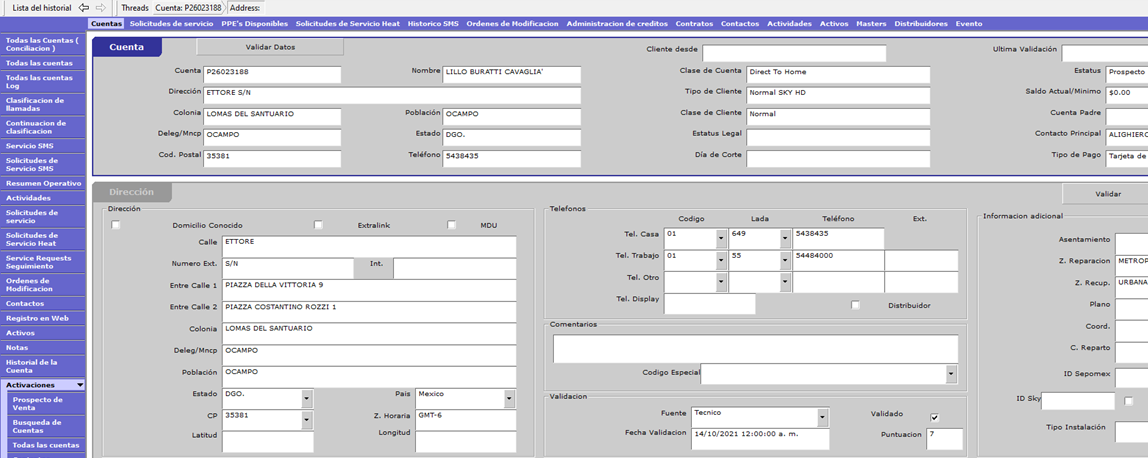 Lista del historial Threads Cuenta: P26023188 Address:
Cuentas Solicitudes de servicio PPE's Disponibles Solicitudes de Servicio Heat Historico SMS Ordenes de Modificacion Administracion de creditos Contratos Contactos Actividades Activos Masters Distribuidores Evento
Todas las Cuentas ( Conciliacion )
Todas las cuentas
Todas las cuentas Log
Clasificacion de llamadas
Continuacion de clasificacion
Servicio SMS
Solicitudes de Servicio SMS
Resumen Operativo
Actividades
Solicitudes de servicio
Solicitudes de Servicio Heat
Service Requests Seguimiento
Ordenes de Modificacion
Contactos
Registro en Web
Activos
Notas
Historial de la Cuenta
Activaciones
Prospecto de Venta
Busqueda de Cuentas
Todas las cuentas
Cuenta Validar Datos Cliente desde Ultima Validación
Cuenta P26023188 Nombre LILLO BURATTI CAVAGLIA' Clase de Cuenta Direct To Home Estatus Prospecto
Dirección ETTORE S/N Tipo de Cliente Normal SKY HD Saldo Actual/Minimo $0.00
Colonia LOMAS DEL SANTUARIO Población OCAMPO Clase de Cliente Normal Cuenta Padre
Deleg/Mncp OCAMPO Estado DGO. Estatus Legal Contacto Principal ALIGHIERO
Cod. Postal 35381 Teléfono 5438435 Día de Corte Tipo de Pago Tarjeta de
Dirección Validar
Dirección
Domicilio Conocido Extralink MDU
Calle ETTORE
Numero Ext. S/N Int.
Entre Calle 1 PIAZZA DELLA VITTORIA 9
Entre Calle 2 PIAZZA COSTANTINO ROZZI 1
Colonia LOMAS DEL SANTUARIO
Deleg/Mncp OCAMPO
Población OCAMPO
Estado DGO. País Mexico
CP 35381 Z. Horaria GMT-6
Latitud Longitud
Telefonos
Codigo Lada Teléfono Ext.
Tel. Casa 01 649 5438435
Tel. Trabajo 01 55 54484000
Tel. Otro
Tel. Display Distribuidor
Comentarios
Codigo Especial
Validacion
Fuente Tecnico Validado
Fecha Validacion 14/10/2021 12:00:00 a. m. Puntuacion 7
Informacion adicional
Asentamiento
Z. Reparacion METROP
Z. Recup. URBANA
Plano
Coord.
C. Reparto
ID Sepomex
ID Sky
Tipo Instalación